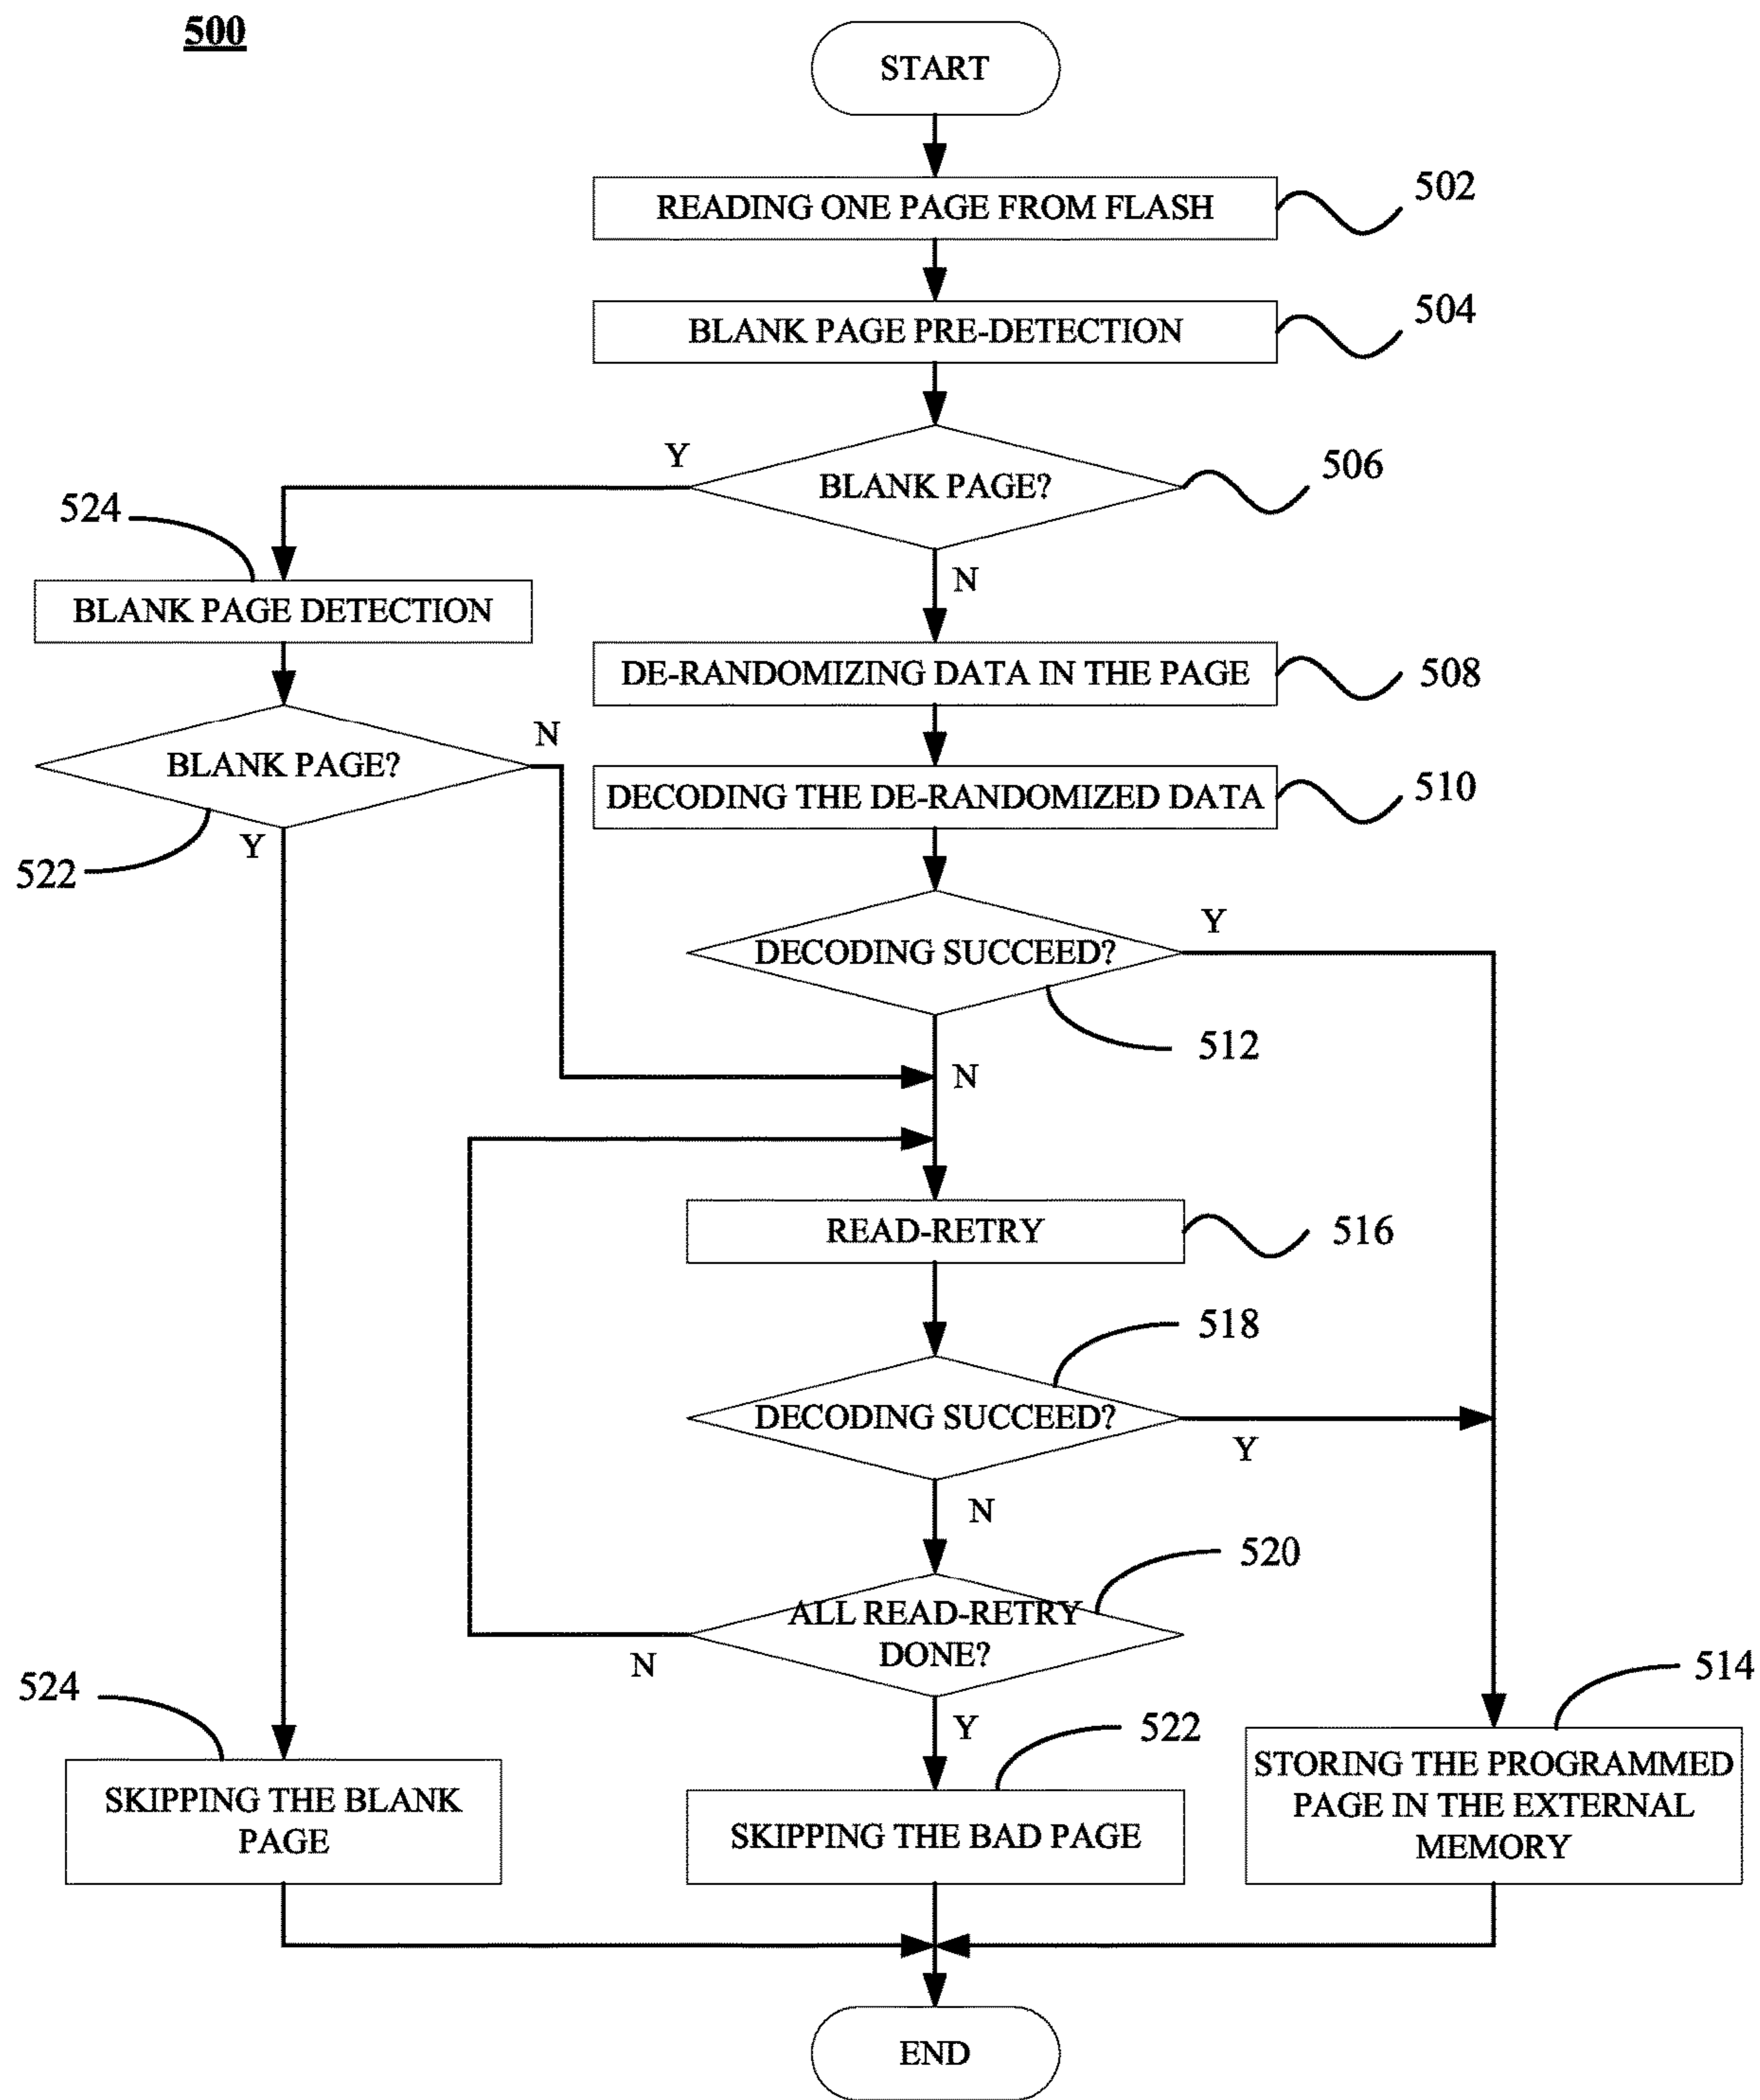 500
START
READING ONE PAGE FROM FLASH
502
BLANK PAGE PRE-DETECTION
504
Y
BLANK PAGE?
506
524
N
BLANK PAGE DETECTION
DE-RANDOMIZING DATA IN THE PAGE
508
N
BLANK PAGE?
DECODING THE DE-RANDOMIZED DATA
510
Y
522
Y
DECODING SUCCEED?
512
N
READ-RETRY
516
518
DECODING SUCCEED?
Y
N
520
ALL READ-RETRY
DONE?
N
524
514
Y
522
SKIPPING THE BLANK
PAGE
SKIPPING THE BAD PAGE
STORING THE PROGRAMMED
PAGE IN THE EXTERNAL
MEMORY
END